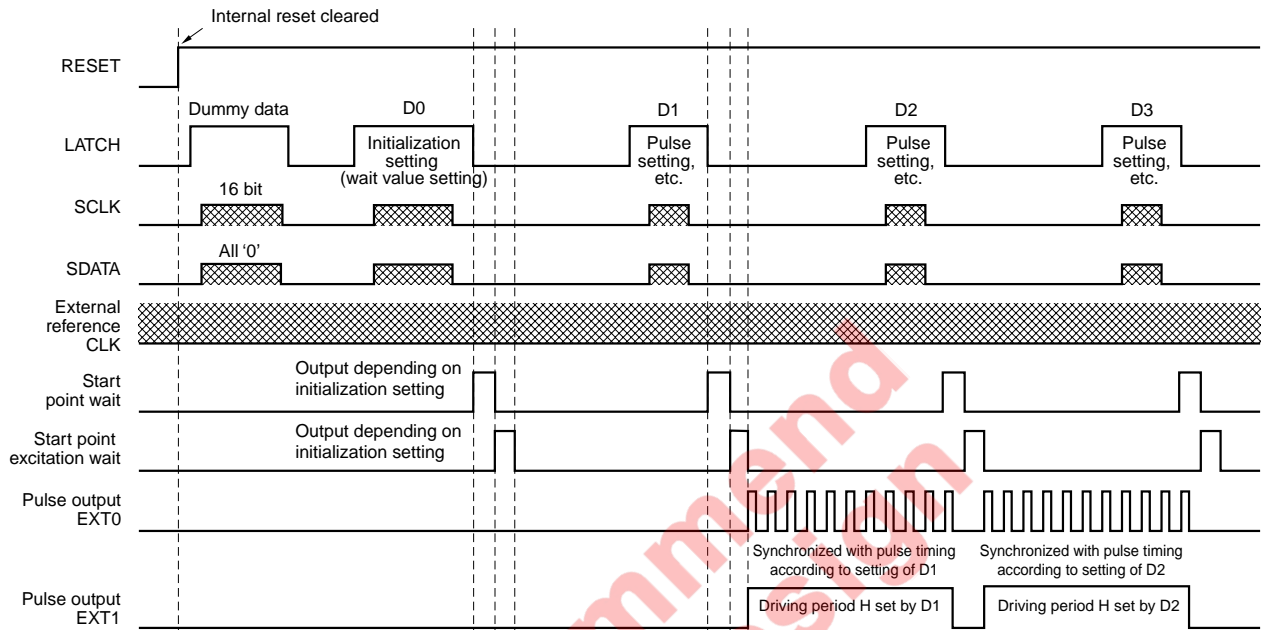 Internal reset cleared
RESET
Dummy data
D0
D1
D2
D3
LATCH
Initialization
setting
(wait value setting)
Pulse
setting,
etc.
Pulse
setting,
etc.
Pulse
setting,
etc.
SCLK
16 bit
SDATA
All ‘0’
External
reference
CLK
Start
point wait
Output depending on
initialization setting
Start point
excitation wait
Output depending on
initialization setting
Pulse output
EXT0
Synchronized with pulse timing
according to setting of D1
Synchronized with pulse timing
according to setting of D2
Pulse output
EXT1
Driving period H set by D1
Driving period H set by D2